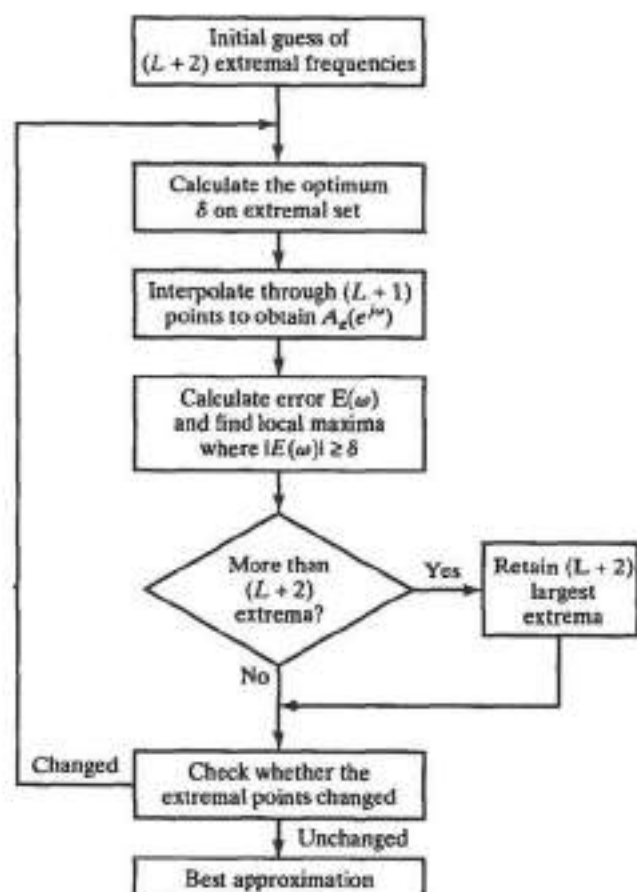 Initial guess of
(L + 2) extremal frequencies
Calculate the optimum
δ on extremal set
Interpolate through (L + 1)
points to obtain A_e(e^{jω})
Calculate error E(ω)
and find local maxima
where |E(ω)| ≥ δ
More than
(L + 2)
extrema?
Yes
Retain (L + 2)
largest
extrema
No
Changed
Check whether the
extremal points changed
Unchanged
Best approximation